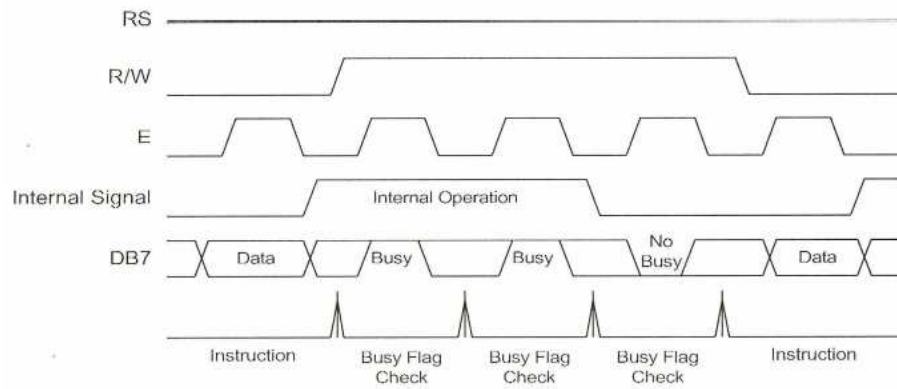 RS
R/W
E
Internal Signal
Internal Operation
DB7
Data
Busy
Busy
No
Busy
Data
Instruction
Busy Flag
Check
Busy Flag
Check
Busy Flag
Check
Instruction